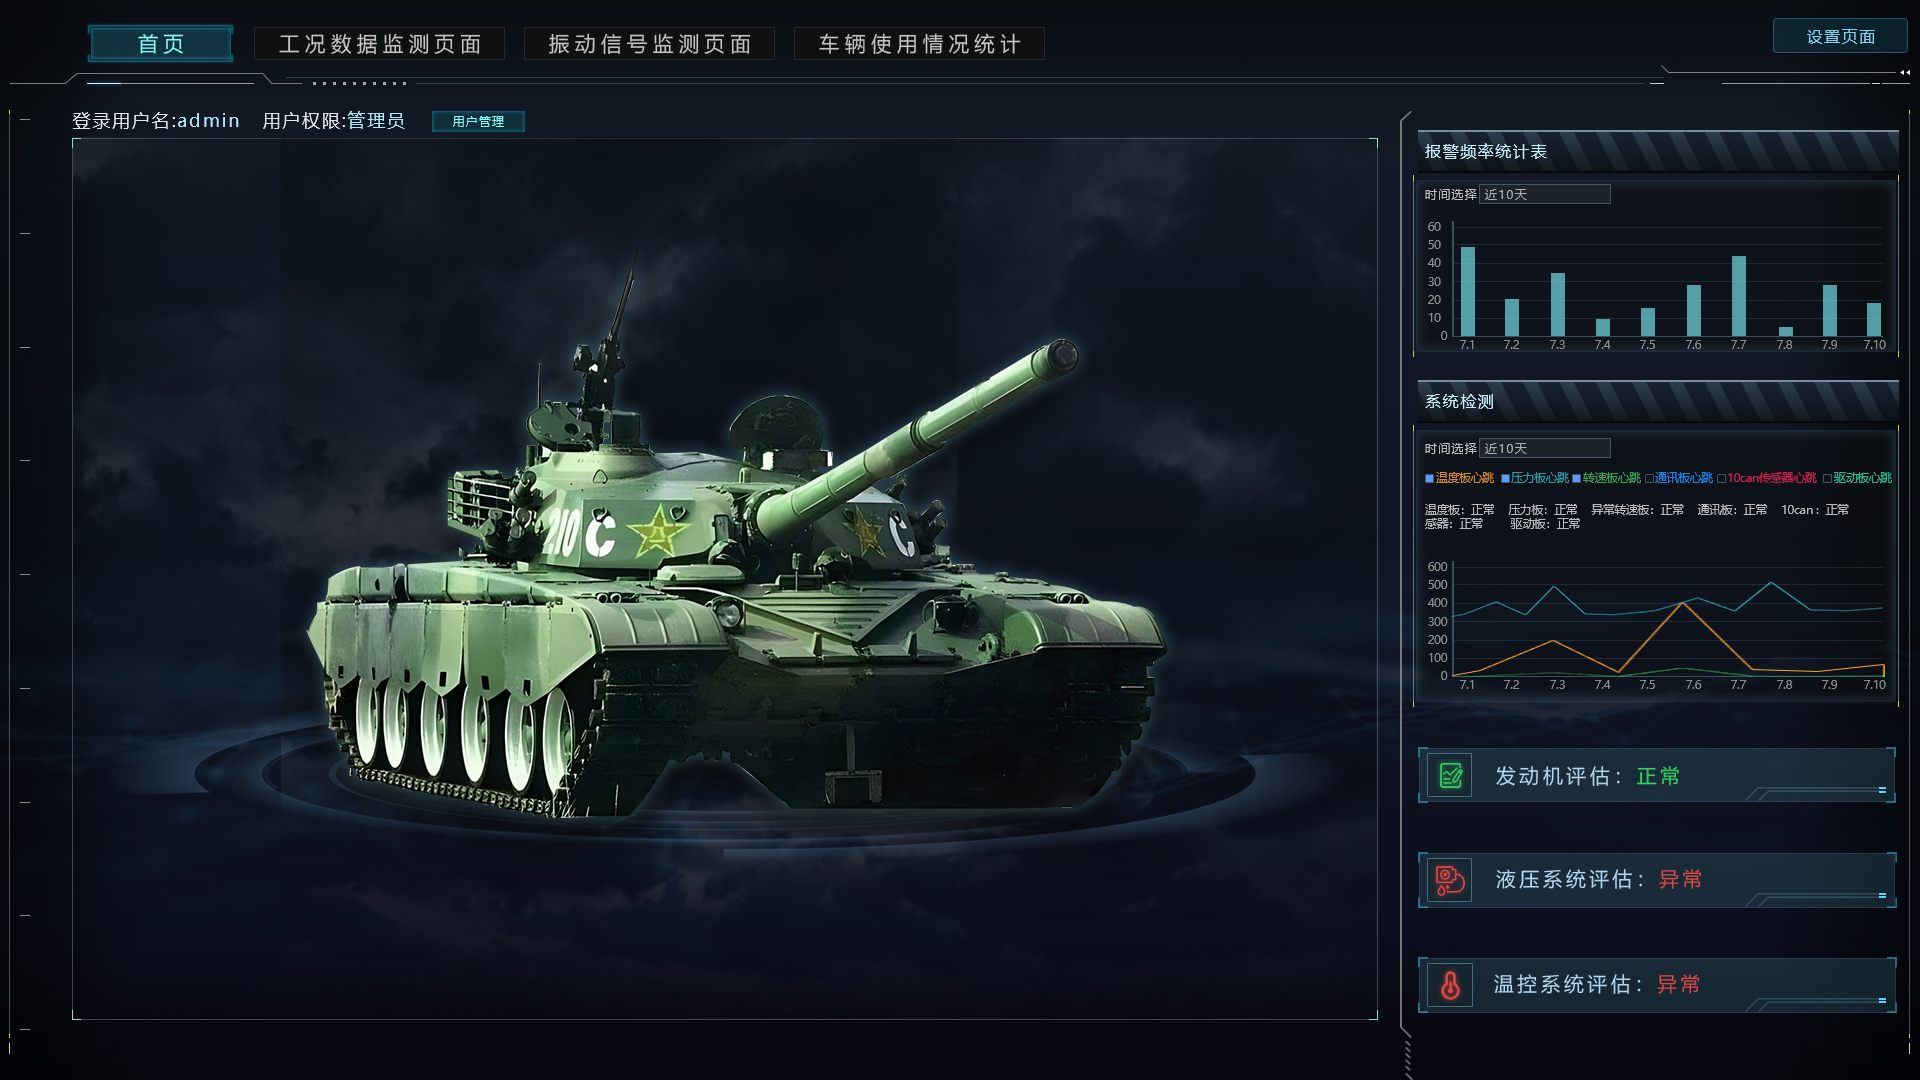 首页
工况数据监测页面
振动信号监测页面
车辆使用情况统计
设置页面
登录用户名:admin 用户权限:管理员
用户管理
210 C
C
报警频率统计表
时间选择 近10天
60
50
40
30
20
10
0
7.1 7.2 7.3 7.4 7.5 7.6 7.7 7.8 7.9 7.10
系统检测
时间选择 近10天
温度板心跳 压力板心跳 转速板心跳 通讯板心跳 10can传感器心跳 驱动板心跳
温度板：正常 压力板：正常 异常转速板：正常 通讯板：正常 10can：正常
感器：正常 驱动板：正常
600
500
400
300
200
100
0
7.1 7.2 7.3 7.4 7.5 7.6 7.7 7.8 7.9 7.10
发动机评估：正常
液压系统评估：异常
温控系统评估：异常